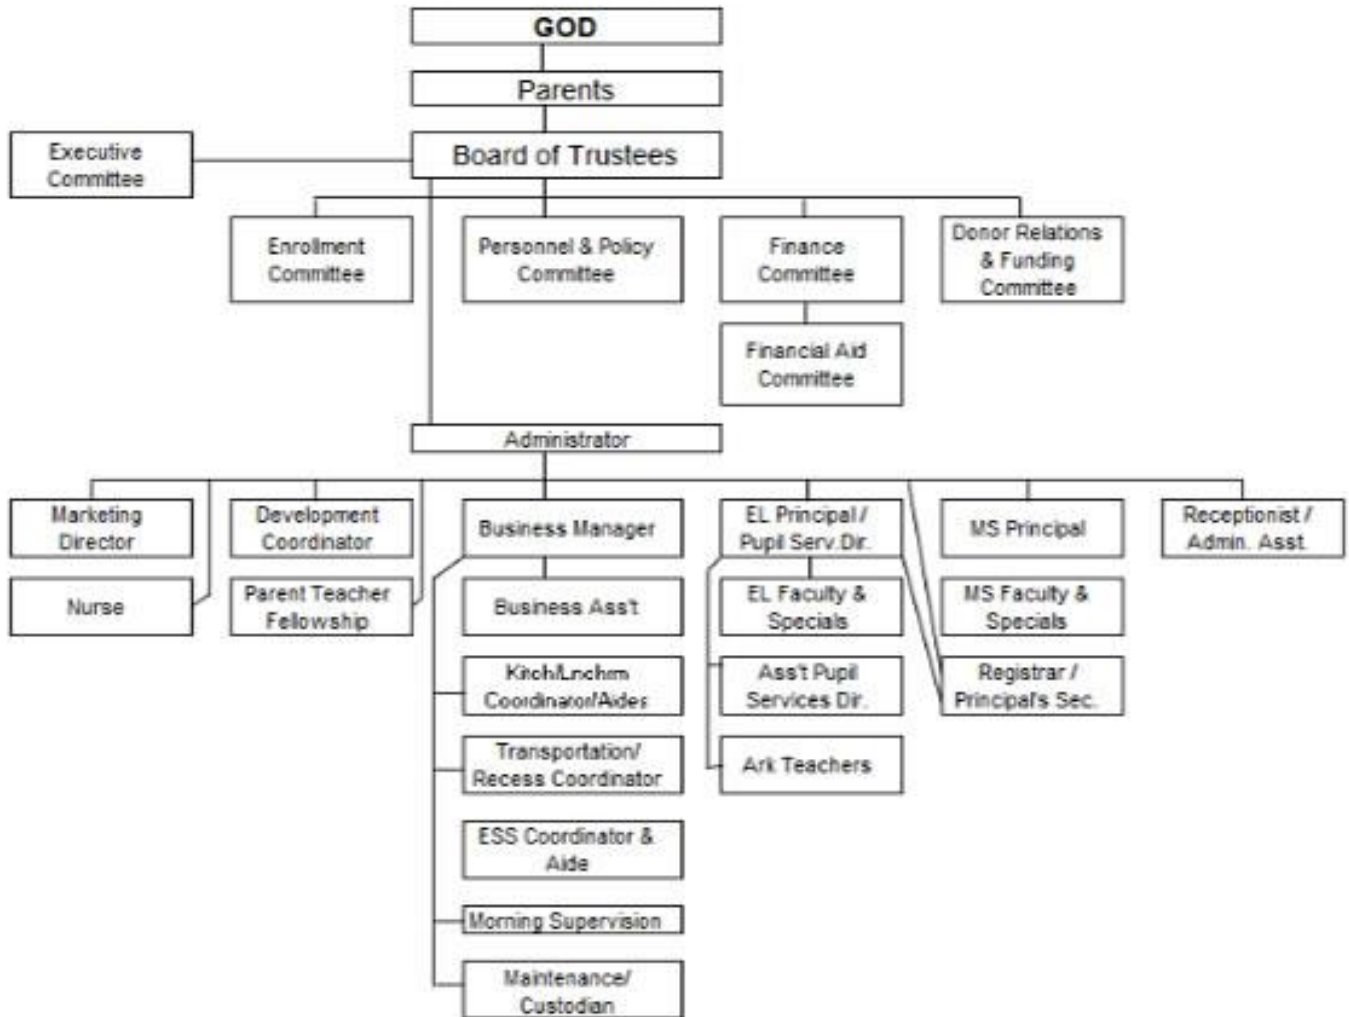 GOD
Parents
Executive
Committee
Board of Trustees
Enrollment
Committee
Personnel & Policy
Committee
Finance
Committee
Donor Relations
& Funding
Committee
Financial Aid
Committee
Administrator
Marketing
Director
Development
Coordinator
Business Manager
EL Principal /
Pupil Serv.Dir.
MS Principal
Receptionist /
Admin. Asst.
Nurse
Parent Teacher
Fellowship
Business Ass't
EL Faculty &
Specials
MS Faculty &
Specials
Coordinator/Aides
Ass't Pupil
Services Dir.
Registrar /
Principal's Sec.
Transportation/
Recess Coordinator
Ark Teachers
ESS Coordinator &
Aide
Morning Supervision
Maintenance/
Custodian